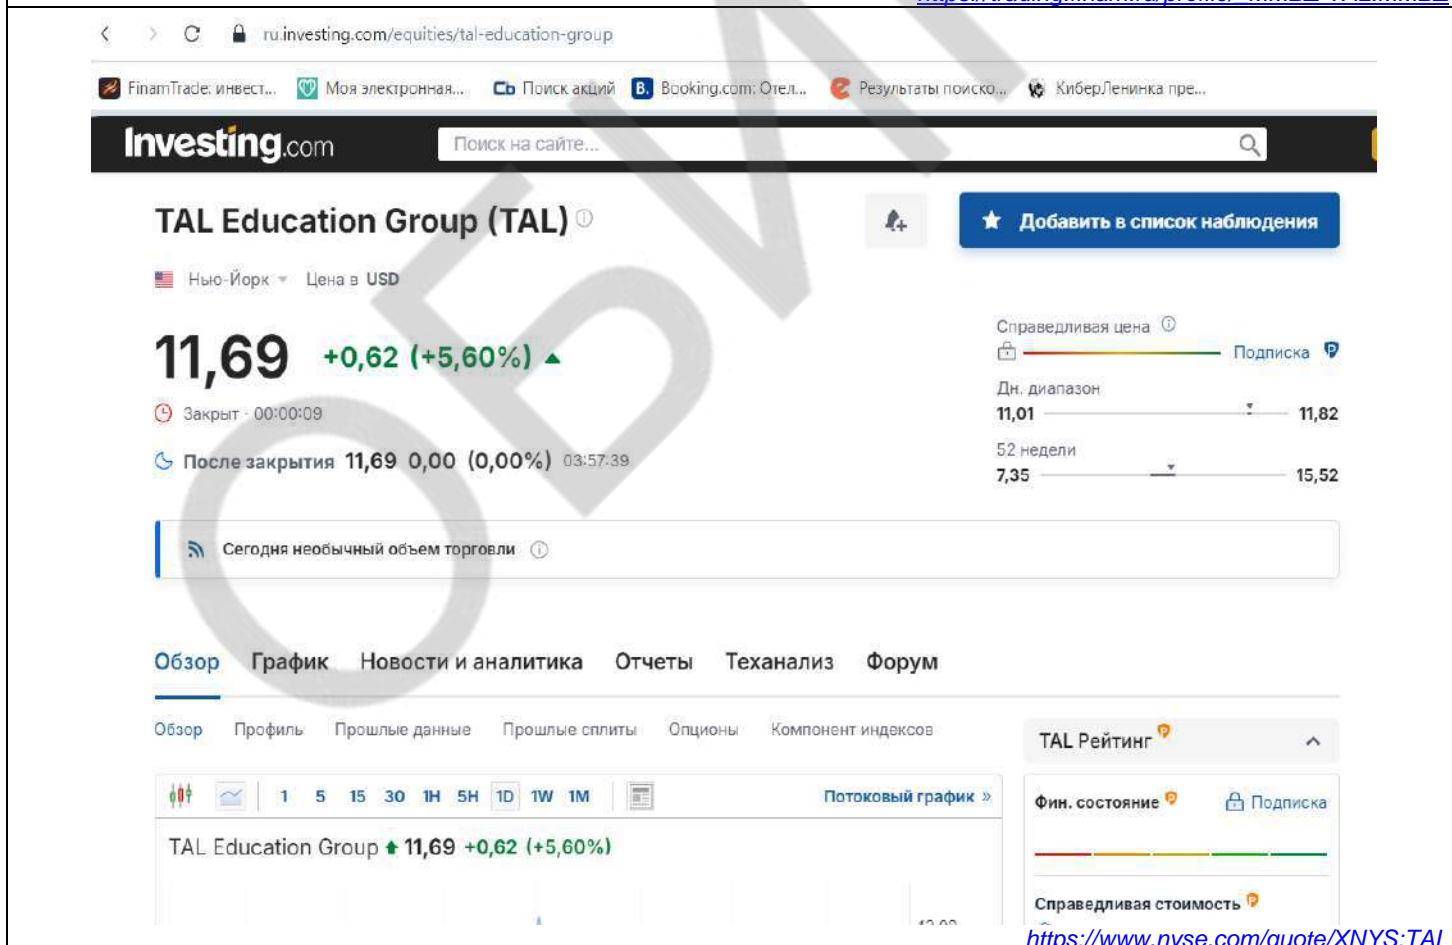 ru.investing.com/equities/tal-education-group
FinamTrade: инвест... Моя электронная... Сь Поиск акций B. Booking.com: Отел... Результаты поиско... КиберЛенинка пре...
Investing.com Поиск на сайте...
TAL Education Group (TAL)
Добавить в список наблюдения
Нью-Йорк Цена в USD
11,69 +0,62 (+5,60%)
Справедливая цена
Подписка
Закрыт · 00:00:09
Дн. диапазон
11,01 11,82
После закрытия 11,69 0,00 (0,00%) 03:57:39
52 недели
7,35 15,52
Сегодня необычный объем торговли
Обзор График Новости и аналитика Отчеты Теханализ Форум
Обзор Профиль Прошлые данные Прошлые сплиты Опционы Компонент индексов
TAL Рейтинг
1 5 15 30 1H 5H 1D 1W 1M Потоковый график »
Фин. состояние Подписка
TAL Education Group 11,69 +0,62 (+5,60%)
Справедливая стоимость
https://www.nyse.com/quote/XNYS:TAL